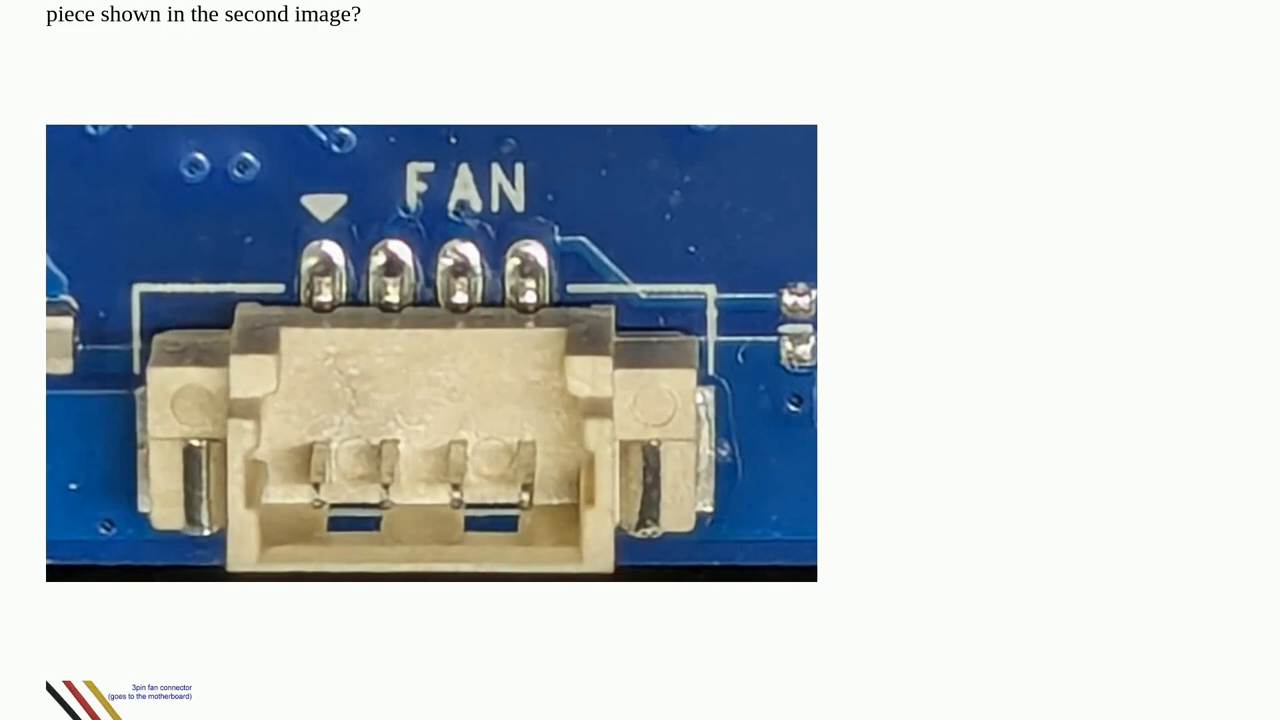 piece shown in the second image?
FAN
3pin fan connector
(goes to the motherboard)